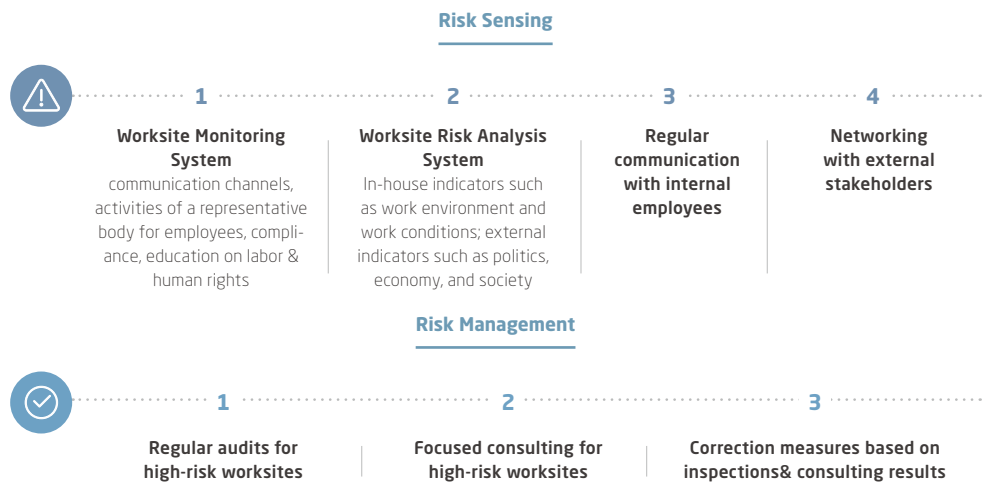 Risk Sensing
1
2
3
4
Worksite Monitoring
System
communication channels,
activities of a representative
body for employees, compli-
ance, education on labor &
human rights
Worksite Risk Analysis
System
In-house indicators such
as work environment and
work conditions; external
indicators such as politics,
economy, and society
Regular
communication
with internal
employees
Networking
with external
stakeholders
Risk Management
1
2
3
Regular audits for
high-risk worksites
Focused consulting for
high-risk worksites
Correction measures based on
inspections& consulting results